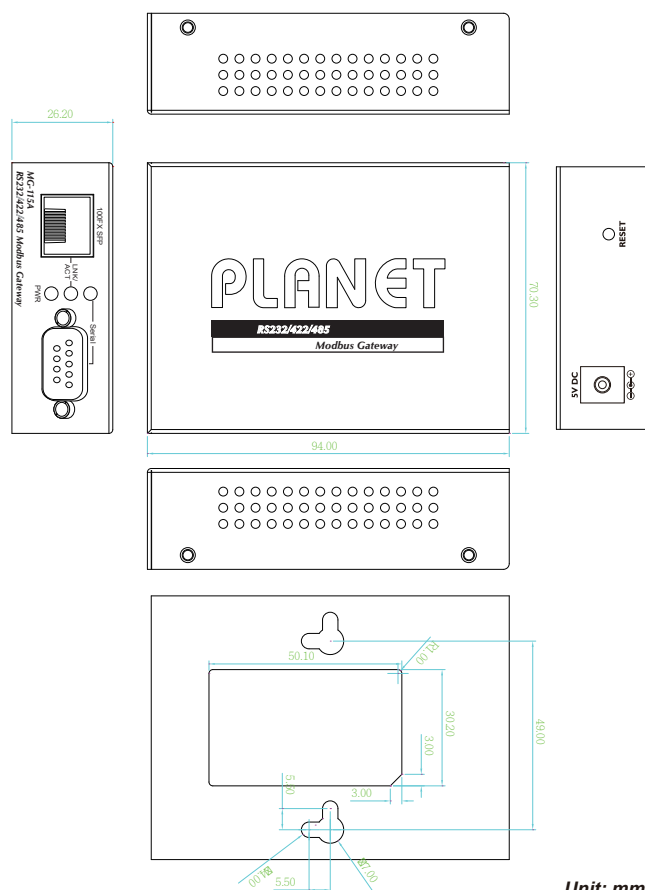 26.20
MG-115A
RS232/422/485 Modbus Gateway
100FX SFP
LNK/
ACT
PWR
Serial
PLANET
RS232/422/485
Modbus Gateway
70.30
94.00
RESET
5V DC
50.10
R1.00
30.20
49.00
3.00
3.00
5.50
5.50
Unit: mm